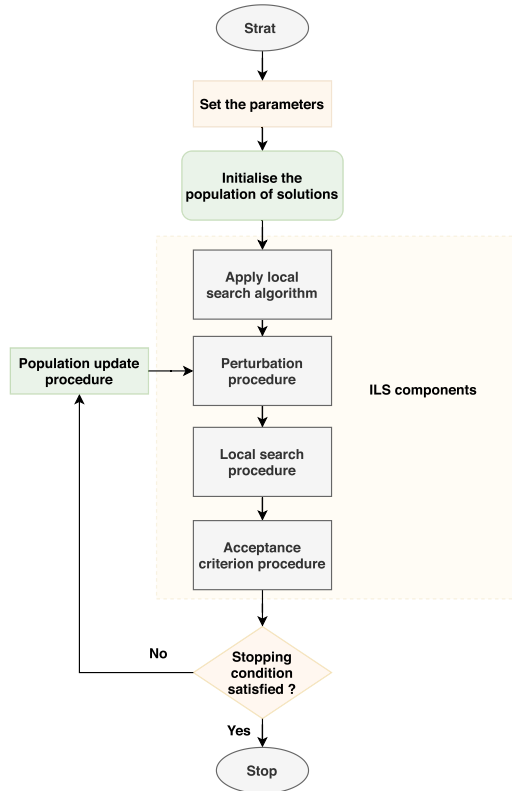 Strat
Set the parameters
Initialise the
population of solutions
Apply local
search algorithm
Population update
procedure
Perturbation
procedure
ILS components
Local search
procedure
Acceptance
criterion procedure
No
Stopping
condition
satisfied ?
Yes
Stop